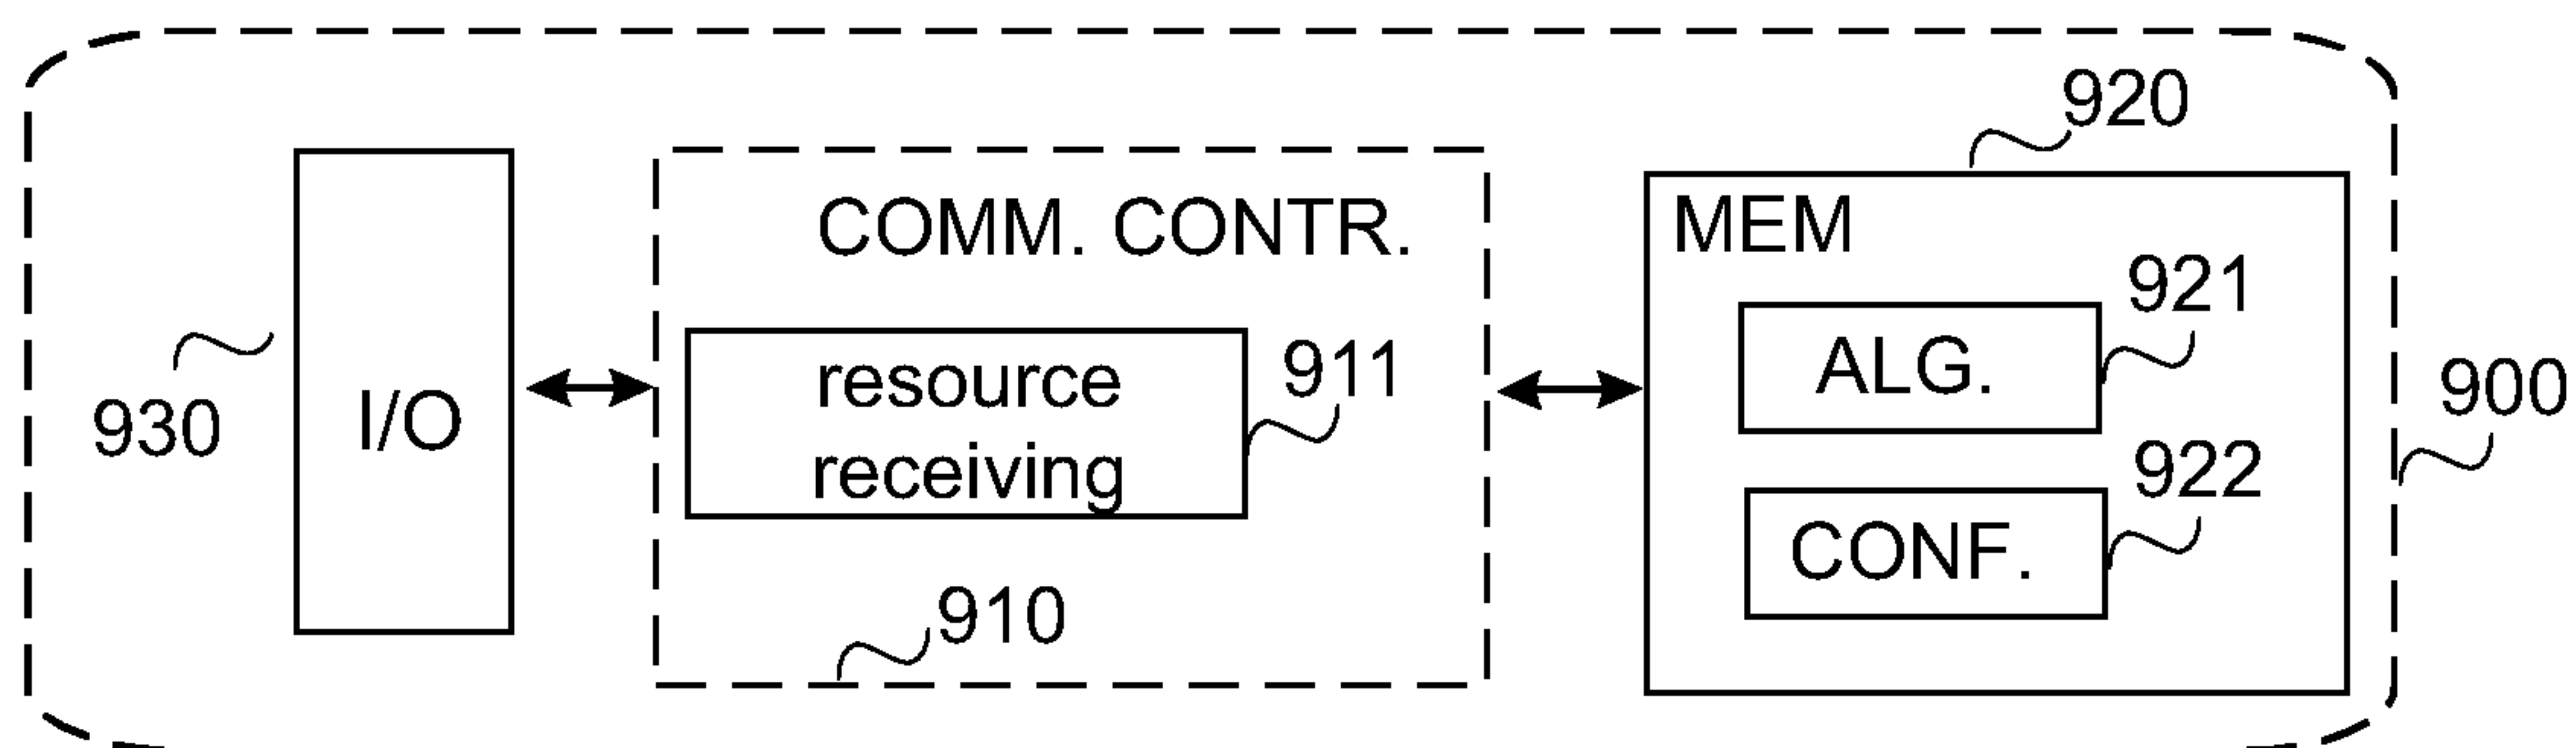 920
COMM. CONTR.
MEM
921
resource
receiving
911
ALG.
930
I/O
900
922
CONF.
910